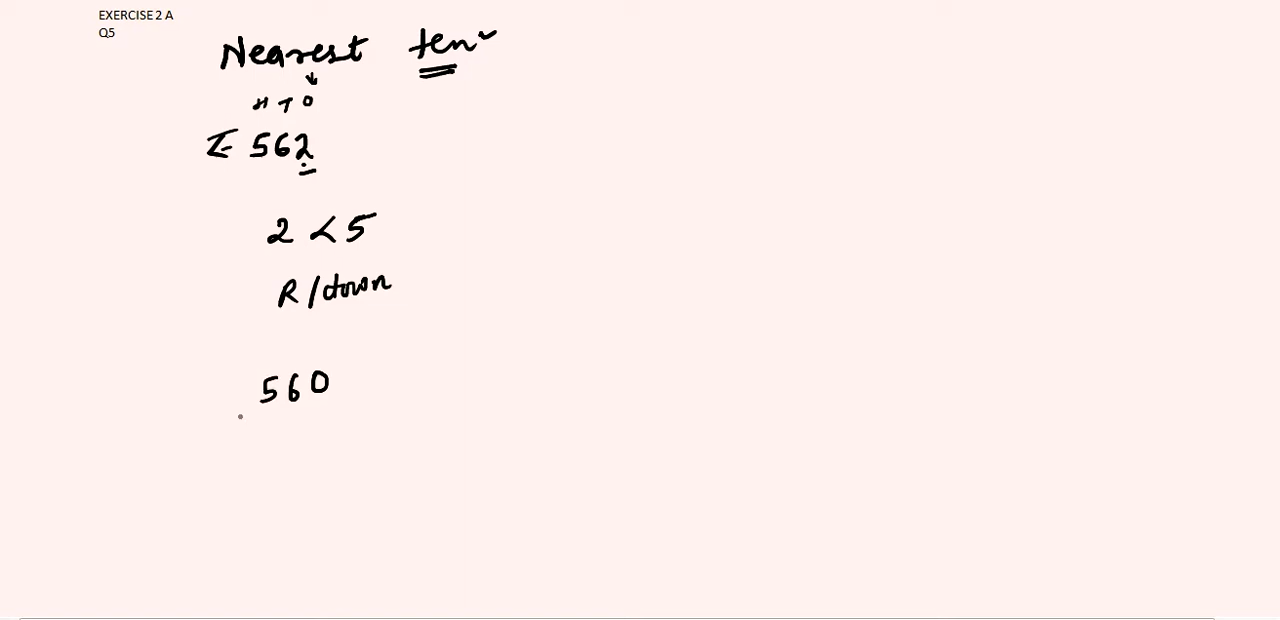 EXERCISE 2 A
Q5
Nearest ten
H T O
562
2 < 5
R/down
560